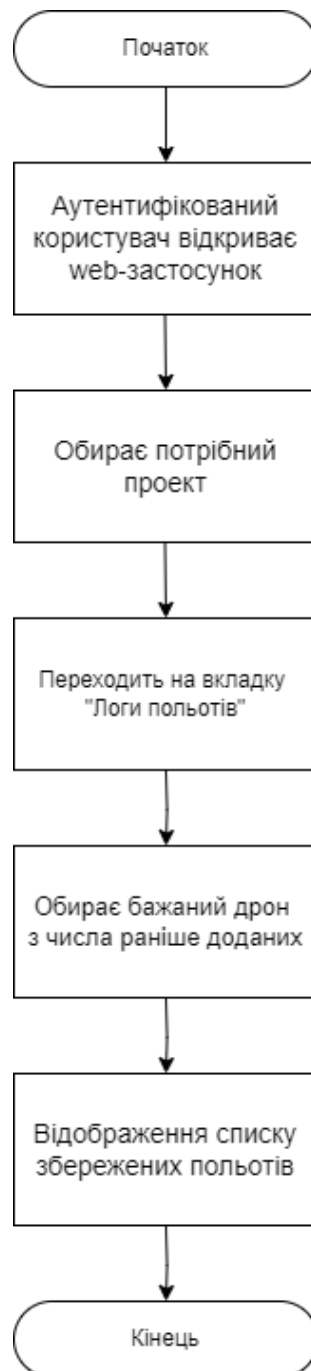 Початок
Аутентифікований
користувач відкриває
web-застосунок
Обирає потрібний
проект
Переходить на вкладку
"Логи польотів"
Обирає бажаний дрон
з числа раніше доданих
Відображення списку
збережених польотів
Кінець